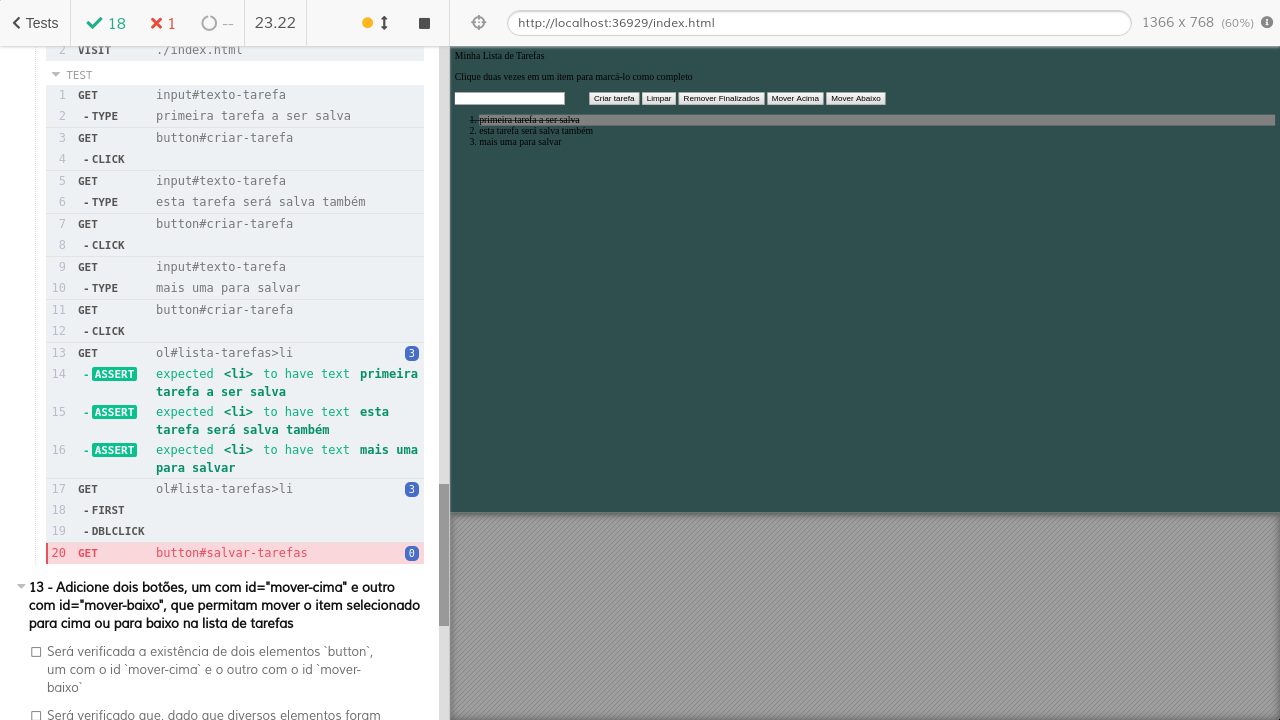 Tests 18 1 -- 23.22
http://localhost:36929/index.html 1366 x 768 (60%)
2 VISIT ./index.html
TEST
1 GET input#texto-tarefa
2 -TYPE primeira tarefa a ser salva
3 GET button#criar-tarefa
4 -CLICK
5 GET input#texto-tarefa
6 -TYPE esta tarefa será salva também
7 GET button#criar-tarefa
8 -CLICK
9 GET input#texto-tarefa
10 -TYPE mais uma para salvar
11 GET button#criar-tarefa
12 -CLICK
13 GET ol#lista-tarefas>li 3
14 -ASSERT expected <li> to have text primeira
tarefa a ser salva
15 -ASSERT expected <li> to have text esta
tarefa será salva também
16 -ASSERT expected <li> to have text mais uma
para salvar
17 GET ol#lista-tarefas>li 3
18 -FIRST
19 -DBLCLICK
20 GET button#salvar-tarefas 0
13 - Adicione dois botões, um com id="mover-cima" e outro
com id="mover-baixo", que permitam mover o item selecionado
para cima ou para baixo na lista de tarefas
Será verificada a existência de dois elementos `button`,
um com o id `mover-cima` e o outro com o id `mover-
baixo`
Será verificado que, dado que diversos elementos foram
Minha Lista de Tarefas
Clique duas vezes em um item para marcá-lo como completo
Criar tarefa Limpar Remover Finalizados Mover Acima Mover Abaixo
1. primeira tarefa a ser salva
2. esta tarefa será salva também
3. mais uma para salvar